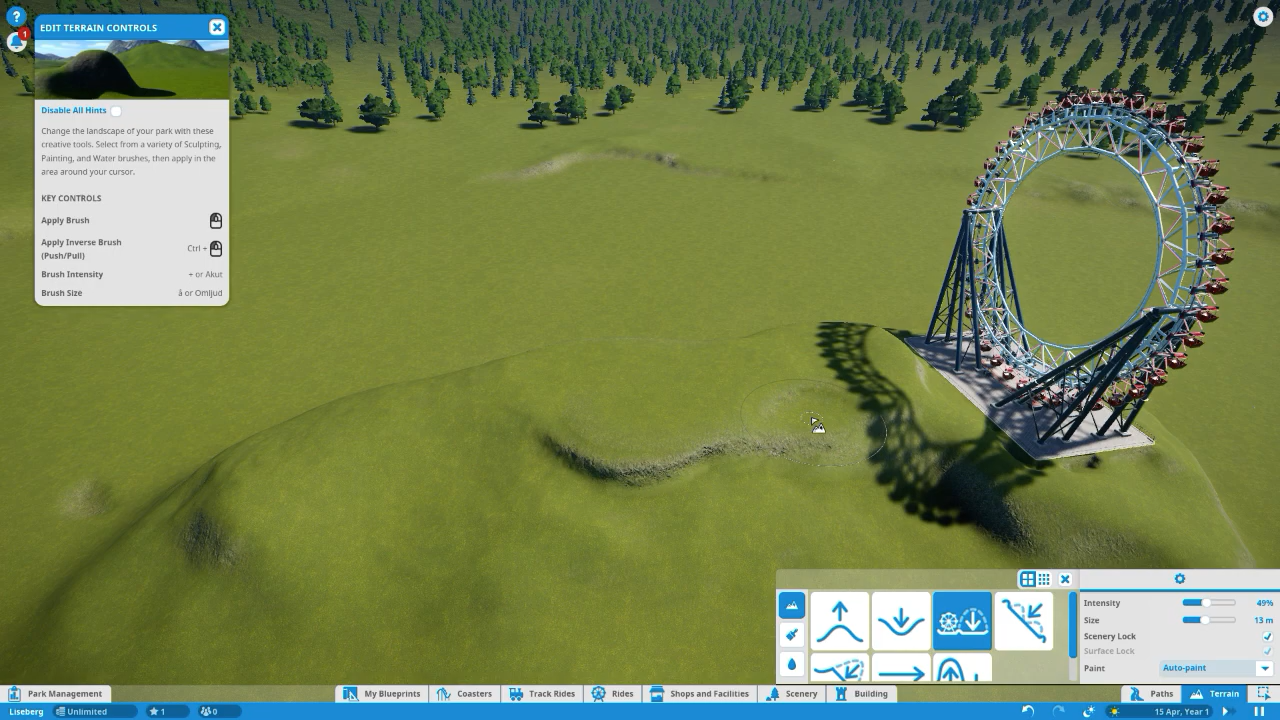 ?
1
EDIT TERRAIN CONTROLS
Disable All Hints
Change the landscape of your park with these
creative tools. Select from a variety of Sculpting,
Painting, and Water brushes, then apply in the
area around your cursor.
KEY CONTROLS
Apply Brush
Apply Inverse Brush
(Push/Pull)
Ctrl +
Brush Intensity
+ or Akut
Brush Size
å or Omljud
Intensity
49%
Size
13 m
Scenery Lock
Surface Lock
Paint
Auto-paint
Park Management
My Blueprints
Coasters
Track Rides
Rides
Shops and Facilities
Scenery
Building
Paths
Terrain
Liseberg
Unlimited
1
0
15 Apr, Year 1